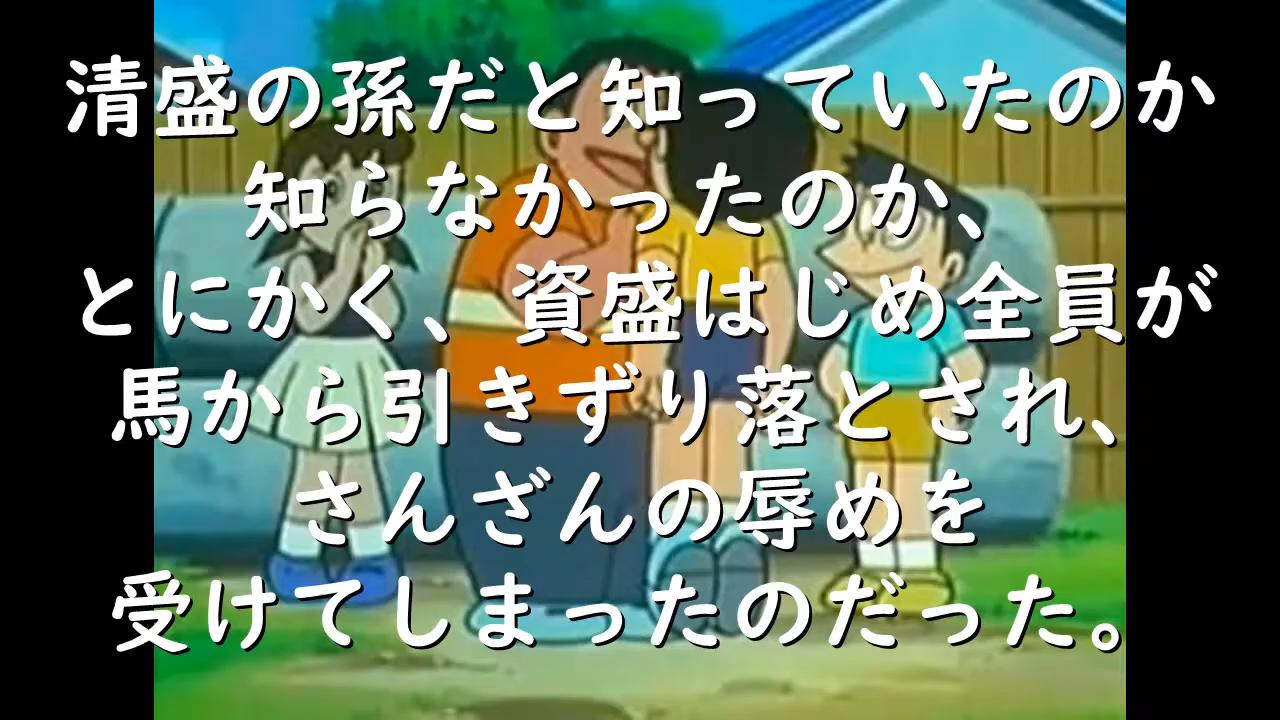 清盛の孫だと知っていたのか
知らなかったのか、
とにかく、資盛はじめ全員が
馬から引きずり落とされ、
さんざんの辱めを
受けてしまったのだった。